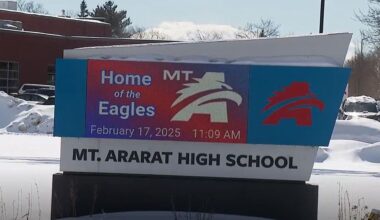 Home
of the
Eagles
MT
A
February 17, 2025 11:09 AM
MT. ARARAT HIGH SCHOOL